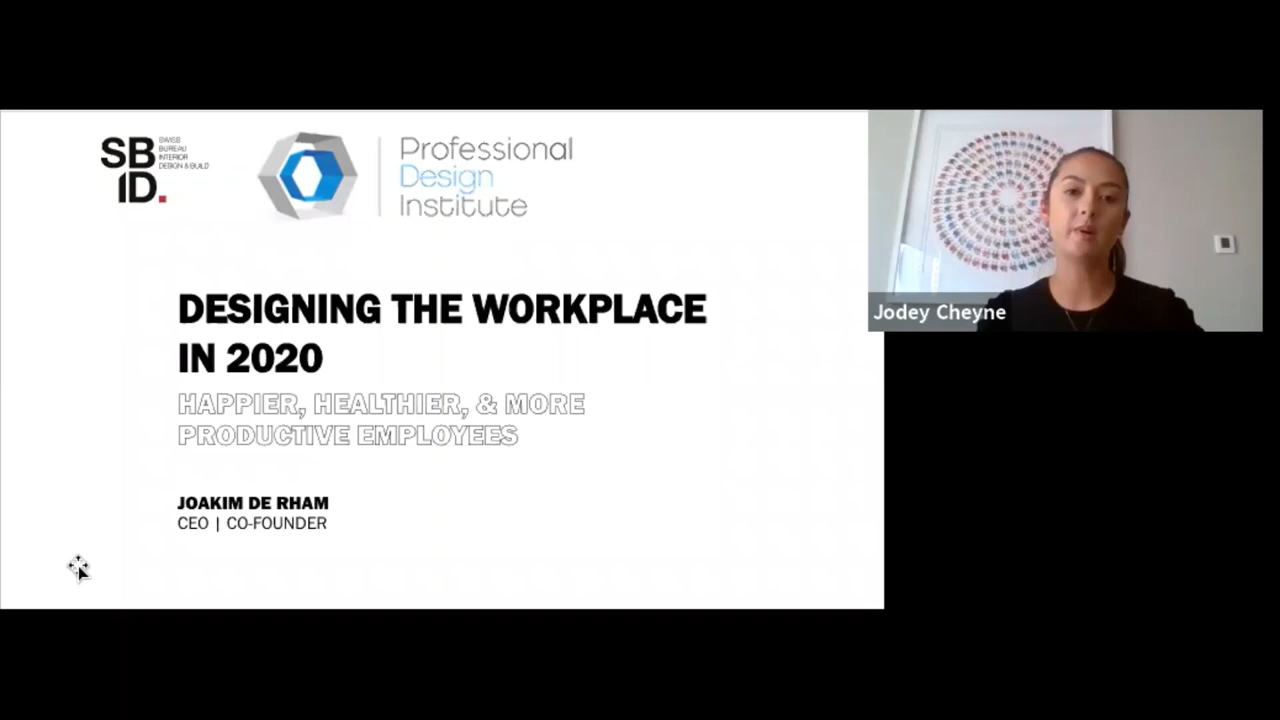 SB
ID.
SWISS
BUREAU
INTERIOR
DESIGN & BUILD
Professional
Design
Institute
DESIGNING THE WORKPLACE
IN 2020
HAPPIER, HEALTHIER, & MORE
PRODUCTIVE EMPLOYEES
JOAKIM DE RHAM
CEO | CO-FOUNDER
Jodey Cheyne